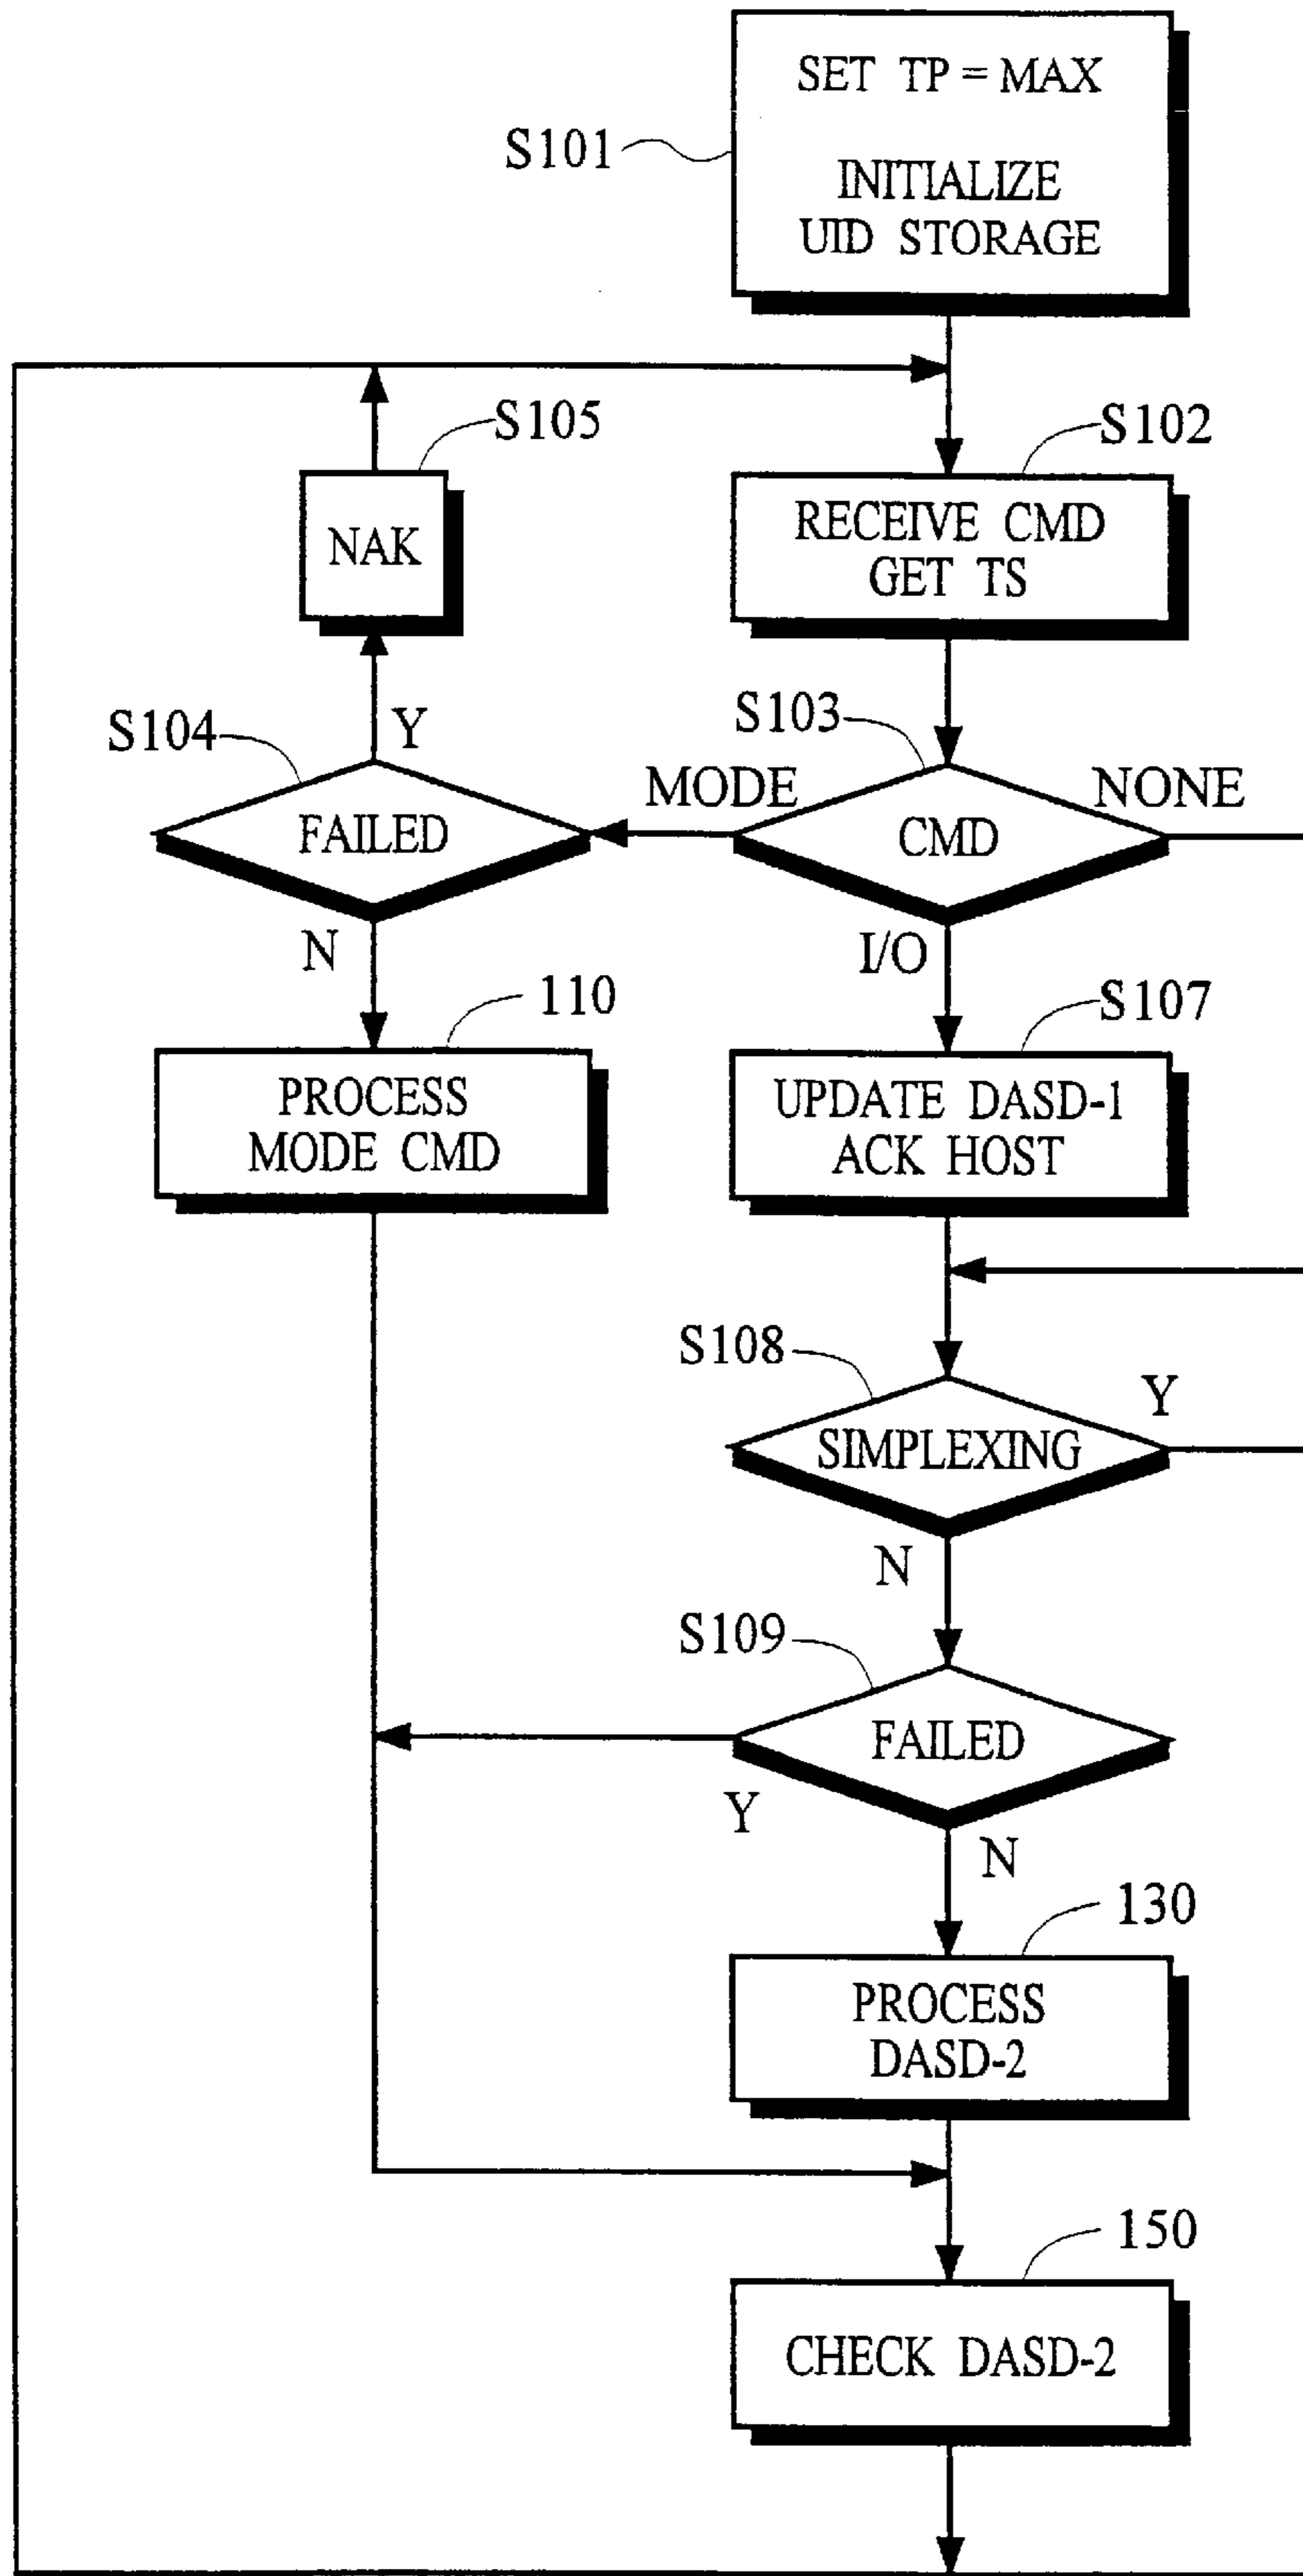 SET TP = MAX
INITIALIZE
UID STORAGE
S101
S105
S102
NAK
RECEIVE CMD
GET TS
S104
Y
S103
MODE
NONE
FAILED
CMD
N
I/O
110
S107
PROCESS
MODE CMD
UPDATE DASD-1
ACK HOST
S108
Y
SIMPLEXING
N
S109
FAILED
Y
N
130
PROCESS
DASD-2
150
CHECK DASD-2